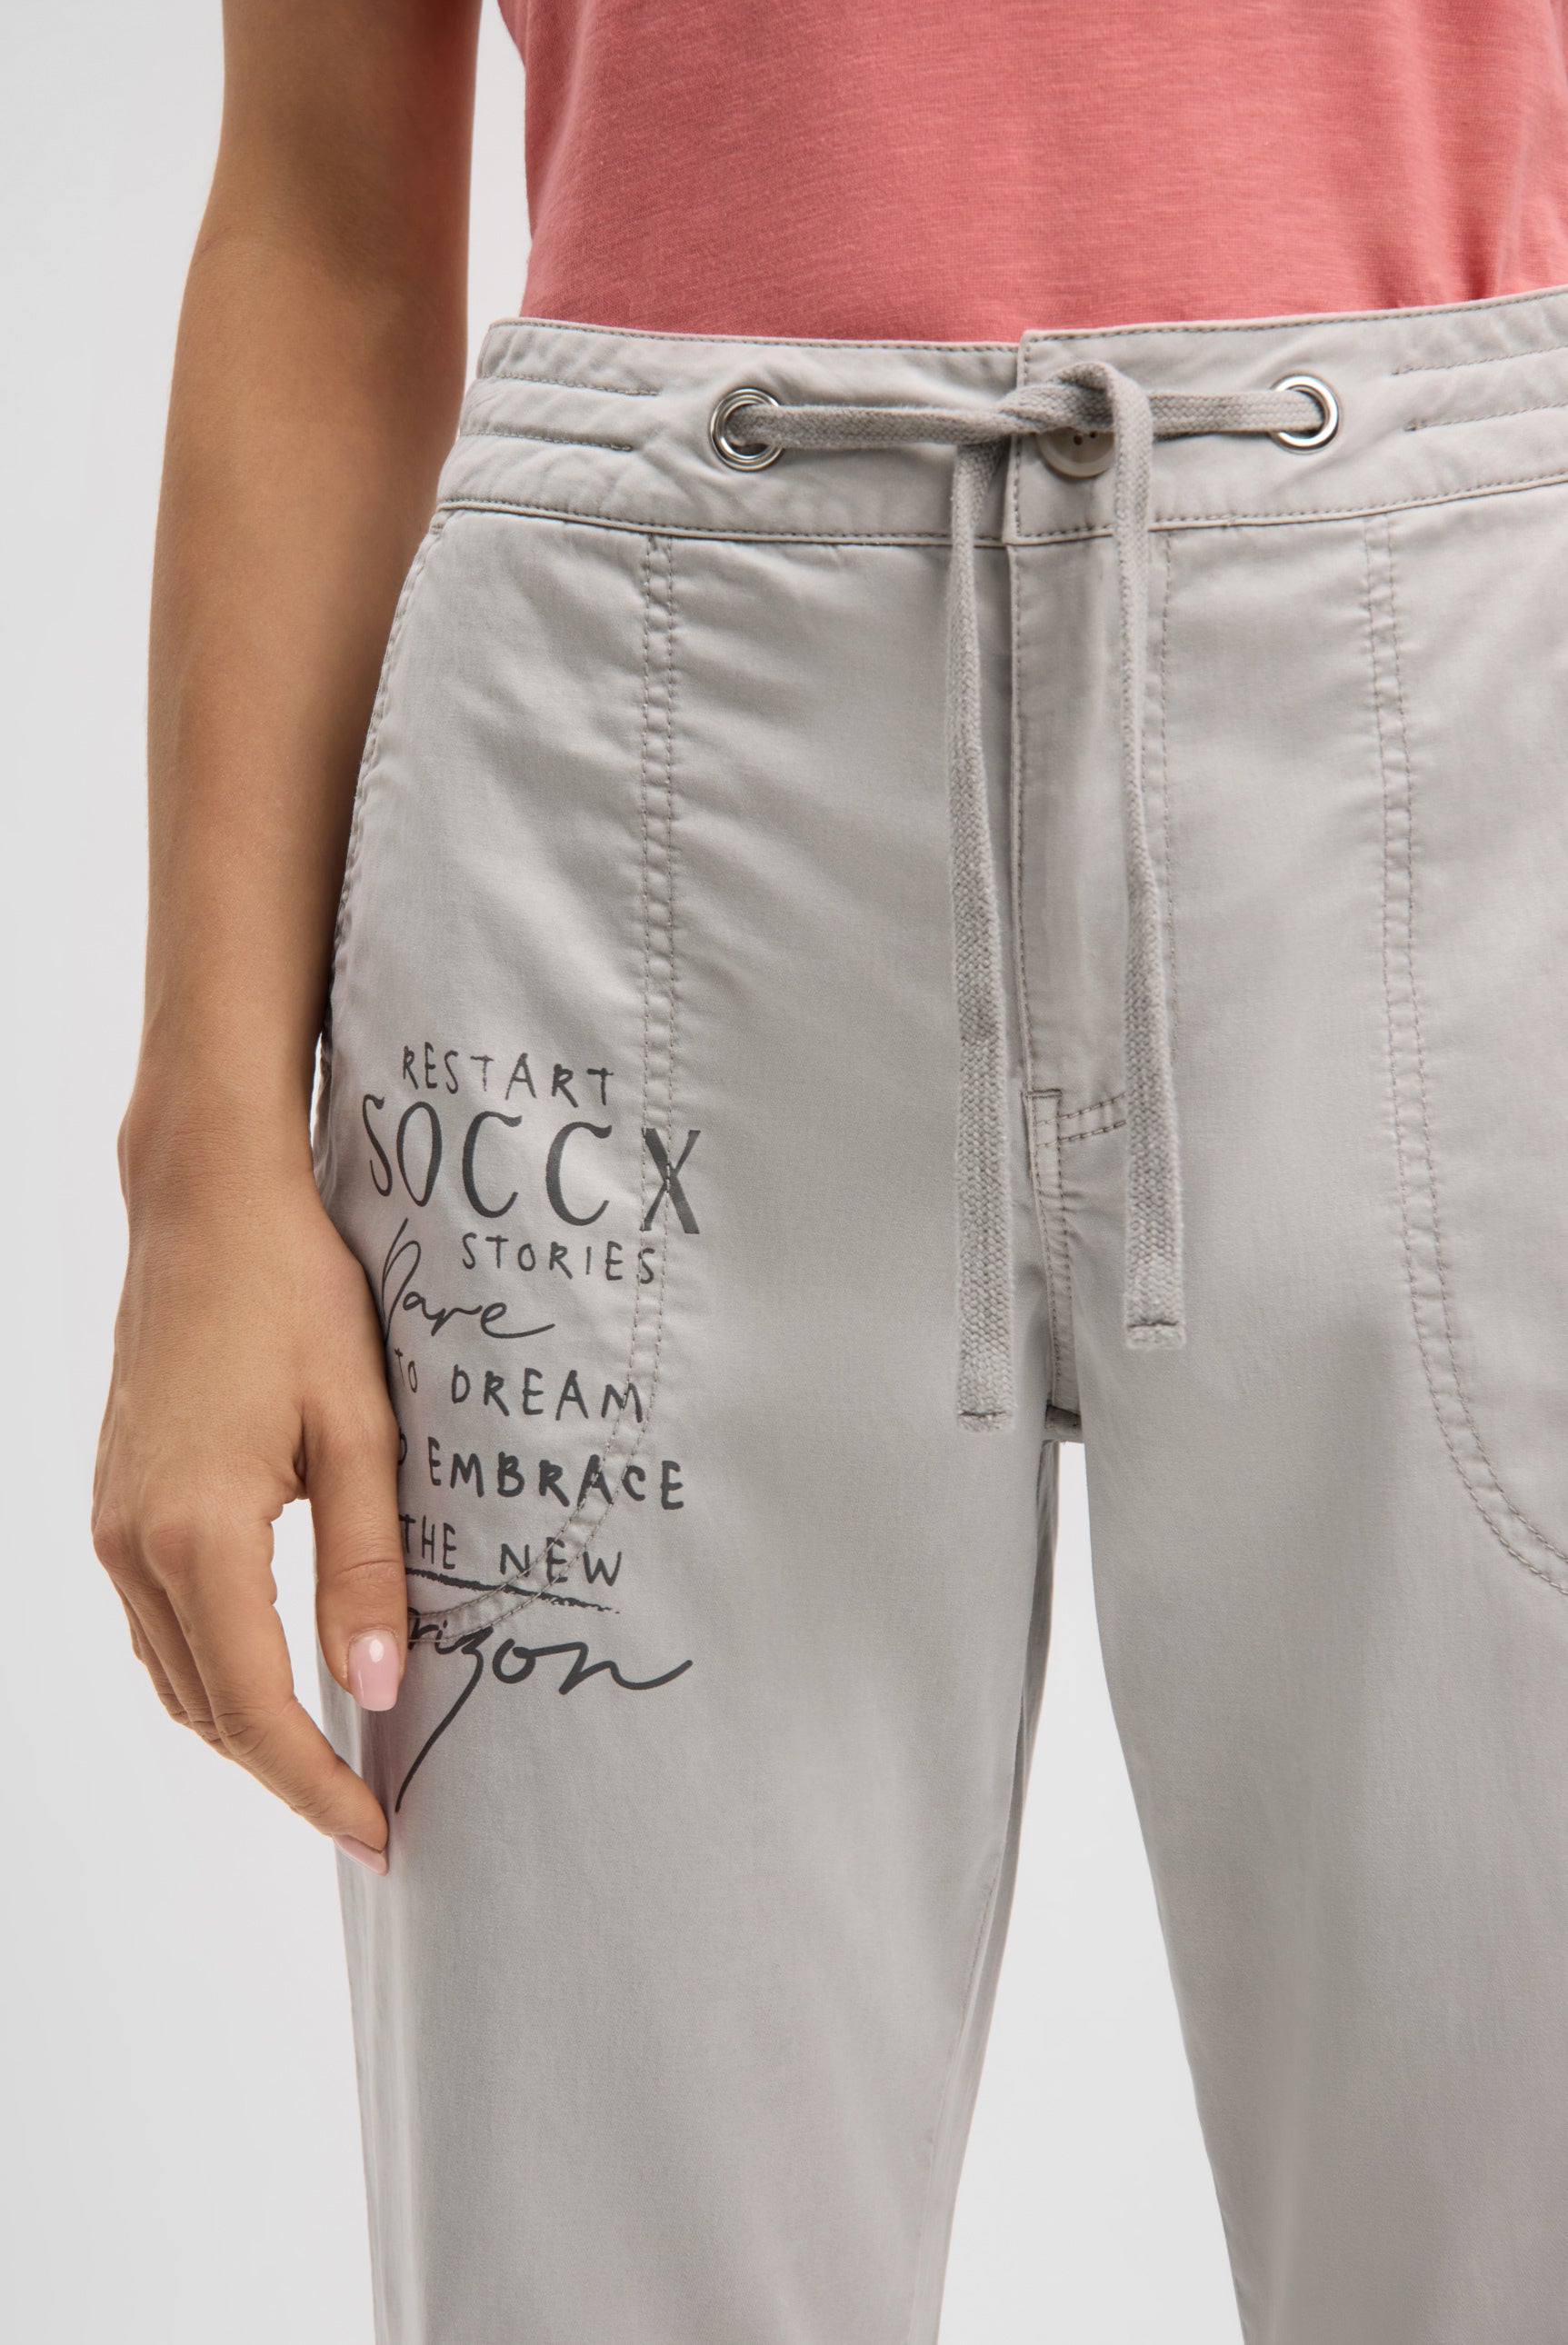 RESTART
SOCCX
STORIES
Dare
TO DREAM
EMBRACE
THE NEW